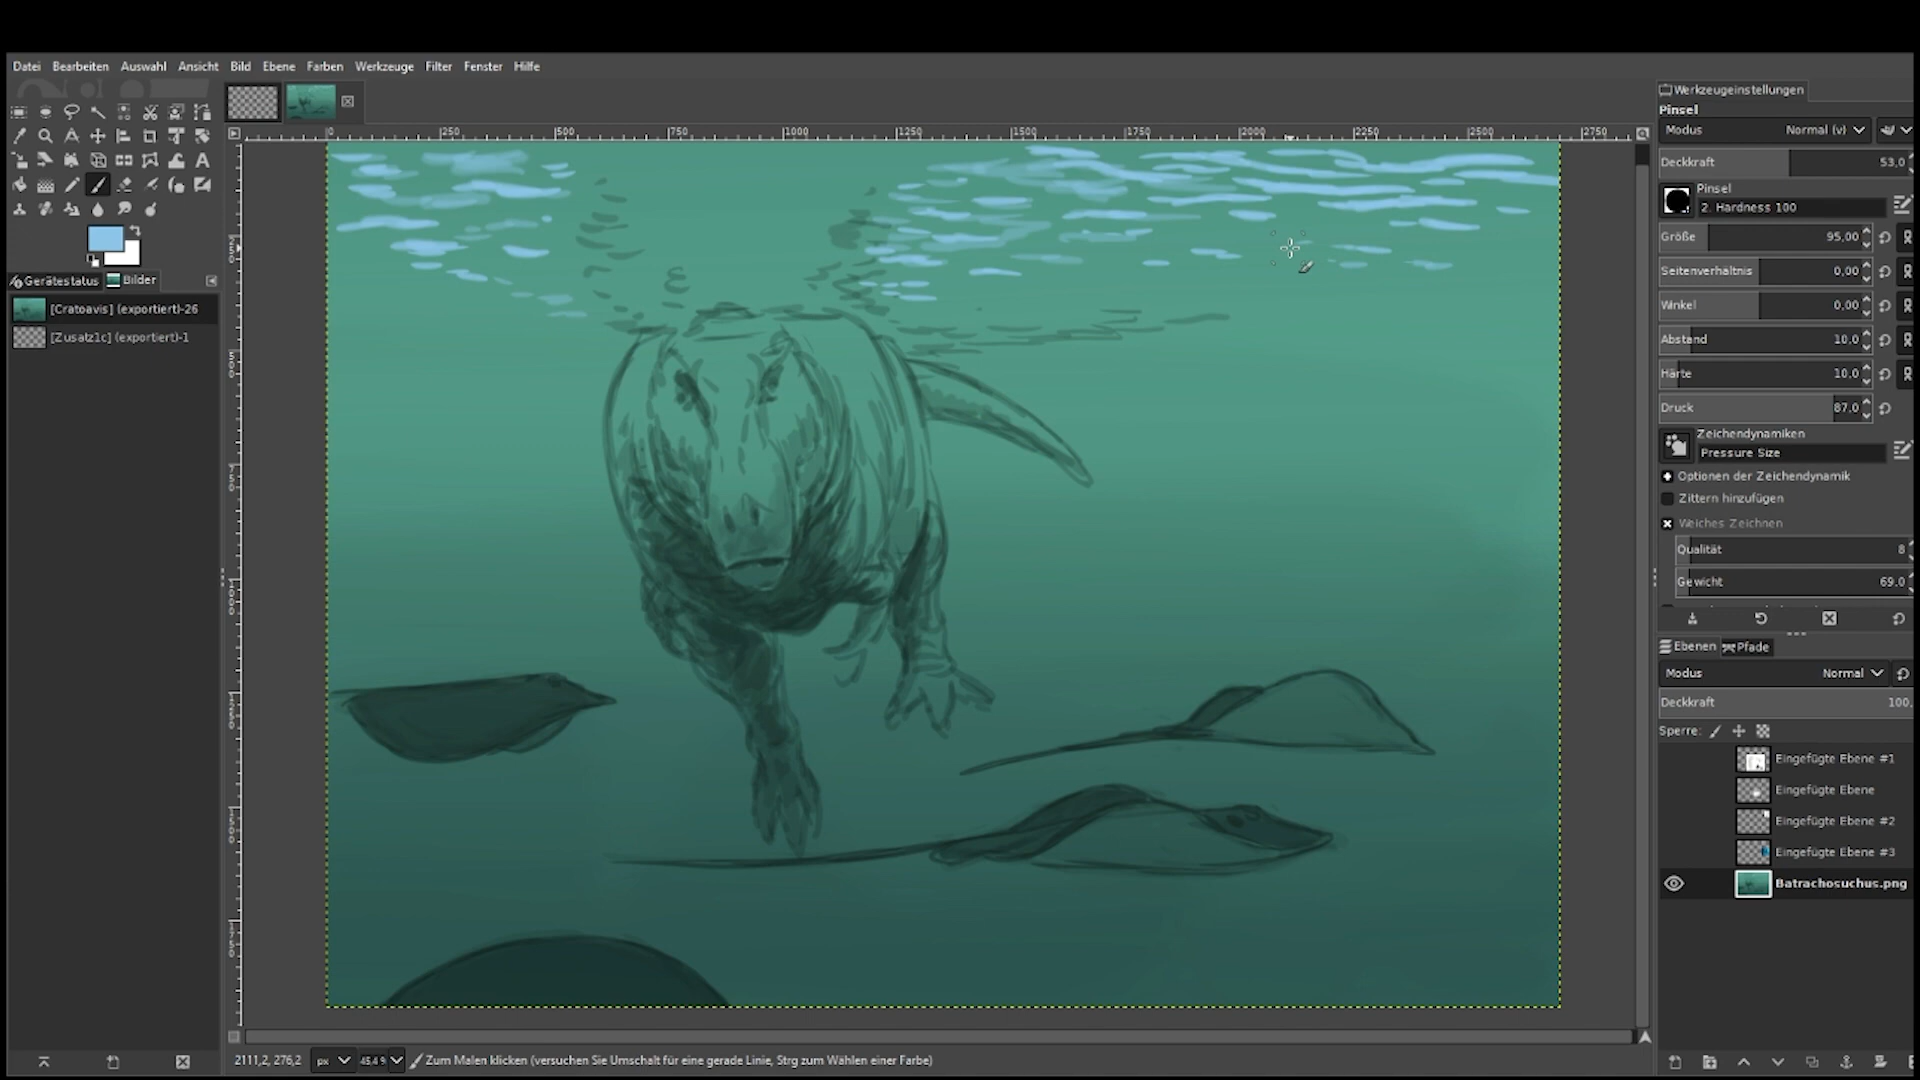 Datei Bearbeiten Auswahl Ansicht Bild Ebene Farben Werkzeuge Filter Fenster Hilfe
0 250 500 750 1000 1250 1500 1750 2000 2250 2500 2750
Gerätestatus Bilder
[Cratoavis] (exportiert)-26
[Zusatz1c] (exportiert)-1
Werkzeugeinstellungen
Pinsel
Modus Normal (v)
Deckkraft 53,0
Pinsel
2. Hardness 100
Größe 95,00
Seitenverhältnis 0,00
Winkel 0,00
Abstand 10,0
Härte 10,0
Druck 87,0
Zeichendynamiken
Pressure Size
Optionen der Zeichendynamik
Zittern hinzufügen
Weiches Zeichnen
Qualität 8
Gewicht 69,0
Ebenen Pfade
Modus Normal
Deckkraft 100,
Sperre:
Eingefügte Ebene #1
Eingefügte Ebene
Eingefügte Ebene #2
Eingefügte Ebene #3
Batrachosuchus.png
2111,2, 276,2 px 45,4 % Zum Malen klicken (versuchen Sie Umschalt für eine gerade Linie, Strg zum Wählen einer Farbe)